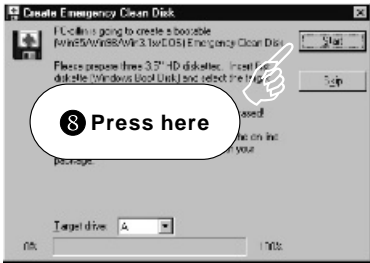 Create Emergency Clean Disk
PC-cillin is going to create a bootable
(Win95/Win98/Win3.1x/DOS) Emergency Clean Disk
Start
Please prepare three 3.5" HD diskettes. Insert
diskette (Windows Boot Disk) and select the
Skip
8 Press here
package.
Target drive: A:
0% 100%